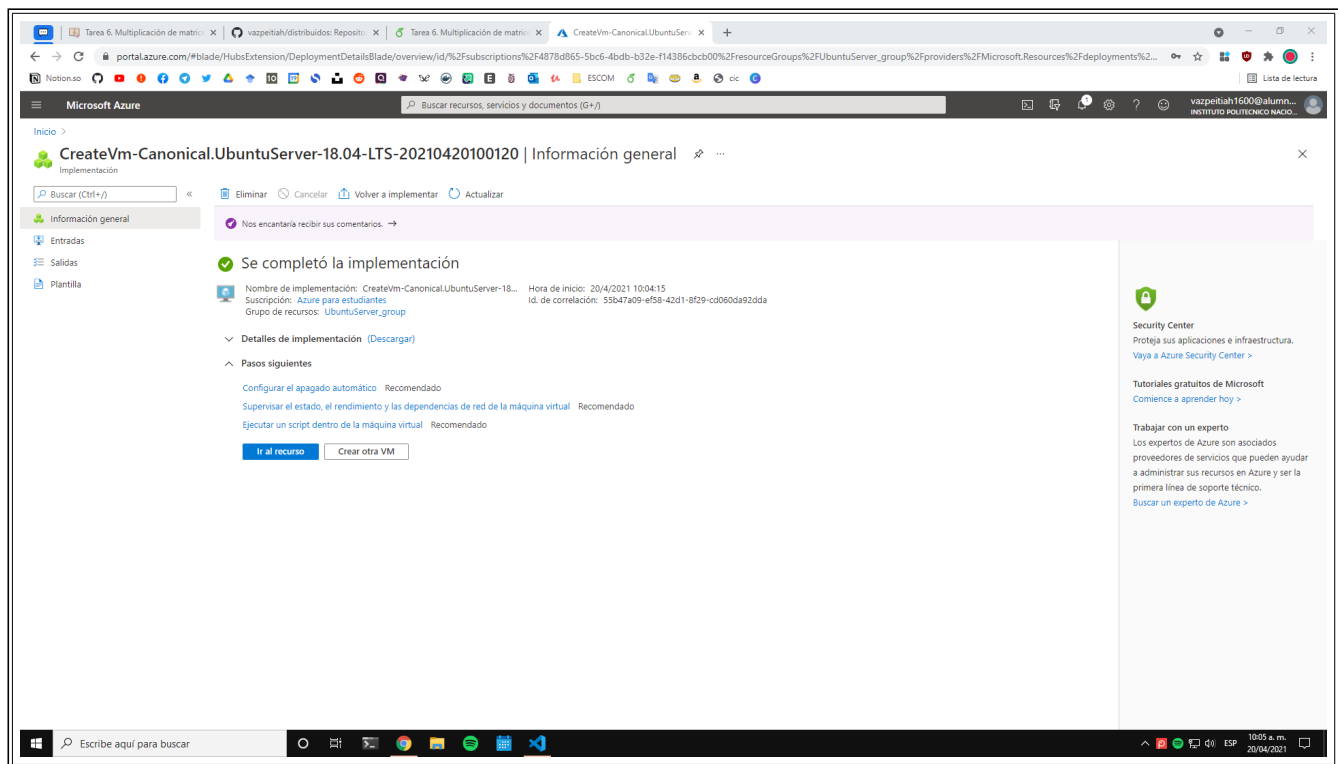 Tarea 6. Multiplicación de matric
vazpeitiah/distribuidos: Reposito
Tarea 6. Multiplicación de matric
CreateVm-Canonical.UbuntuServ
portal.azure.com/#blade/HubsExtension/DeploymentDetailsBlade/overview/id/%2Fsubscriptions%2F4878d865-5bc6-4bdb-b32e-f14386cbcb00%2FresourceGroups%2FUbuntuServer_group%2Fproviders%2FMicrosoft.Resources%2Fdeployments%2...
Notion.so
ESCOM
cic
Lista de lectura
Microsoft Azure
Buscar recursos, servicios y documentos (G+/)
1
vazpeitiah1600@alumn...
INSTITUTO POLITECNICO NACIO...
Inicio >
CreateVm-Canonical.UbuntuServer-18.04-LTS-20210420100120 | Información general
Implementación
Buscar (Ctrl+/)
«
Eliminar
Cancelar
Volver a implementar
Actualizar
Información general
Entradas
Salidas
Plantilla
Nos encantaría recibir sus comentarios. →
Se completó la implementación
Nombre de implementación: CreateVm-Canonical.UbuntuServer-18...
Hora de inicio: 20/4/2021 10:04:15
Suscripción: Azure para estudiantes
Id. de correlación: 55b47a09-ef58-42d1-8f29-cd060da92dda
Grupo de recursos: UbuntuServer_group
Detalles de implementación (Descargar)
Pasos siguientes
Configurar el apagado automático Recomendado
Supervisar el estado, el rendimiento y las dependencias de red de la máquina virtual Recomendado
Ejecutar un script dentro de la máquina virtual Recomendado
Ir al recurso
Crear otra VM
Security Center
Proteja sus aplicaciones e infraestructura.
Vaya a Azure Security Center >
Tutoriales gratuitos de Microsoft
Comience a aprender hoy >
Trabajar con un experto
Los expertos de Azure son asociados
proveedores de servicios que pueden ayudar
a administrar sus recursos en Azure y ser la
primera línea de soporte técnico.
Buscar un experto de Azure >
Escribe aquí para buscar
ESP
10:05 a. m.
20/04/2021